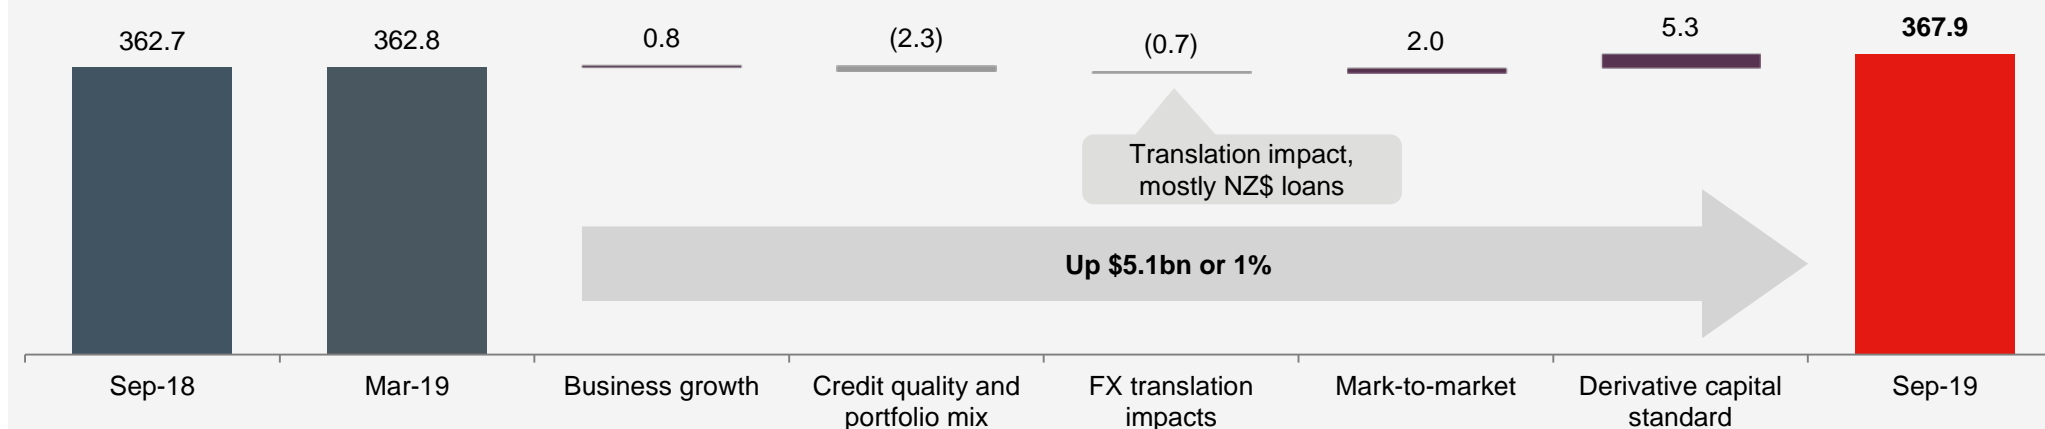 362.7
362.8
0.8
(2.3)
(0.7)
2.0
5.3
367.9
Translation impact,
mostly NZ$ loans
Up $5.1bn or 1%
Sep-18
Mar-19
Business growth
Credit quality and
portfolio mix
FX translation
impacts
Mark-to-market
Derivative capital
standard
Sep-19